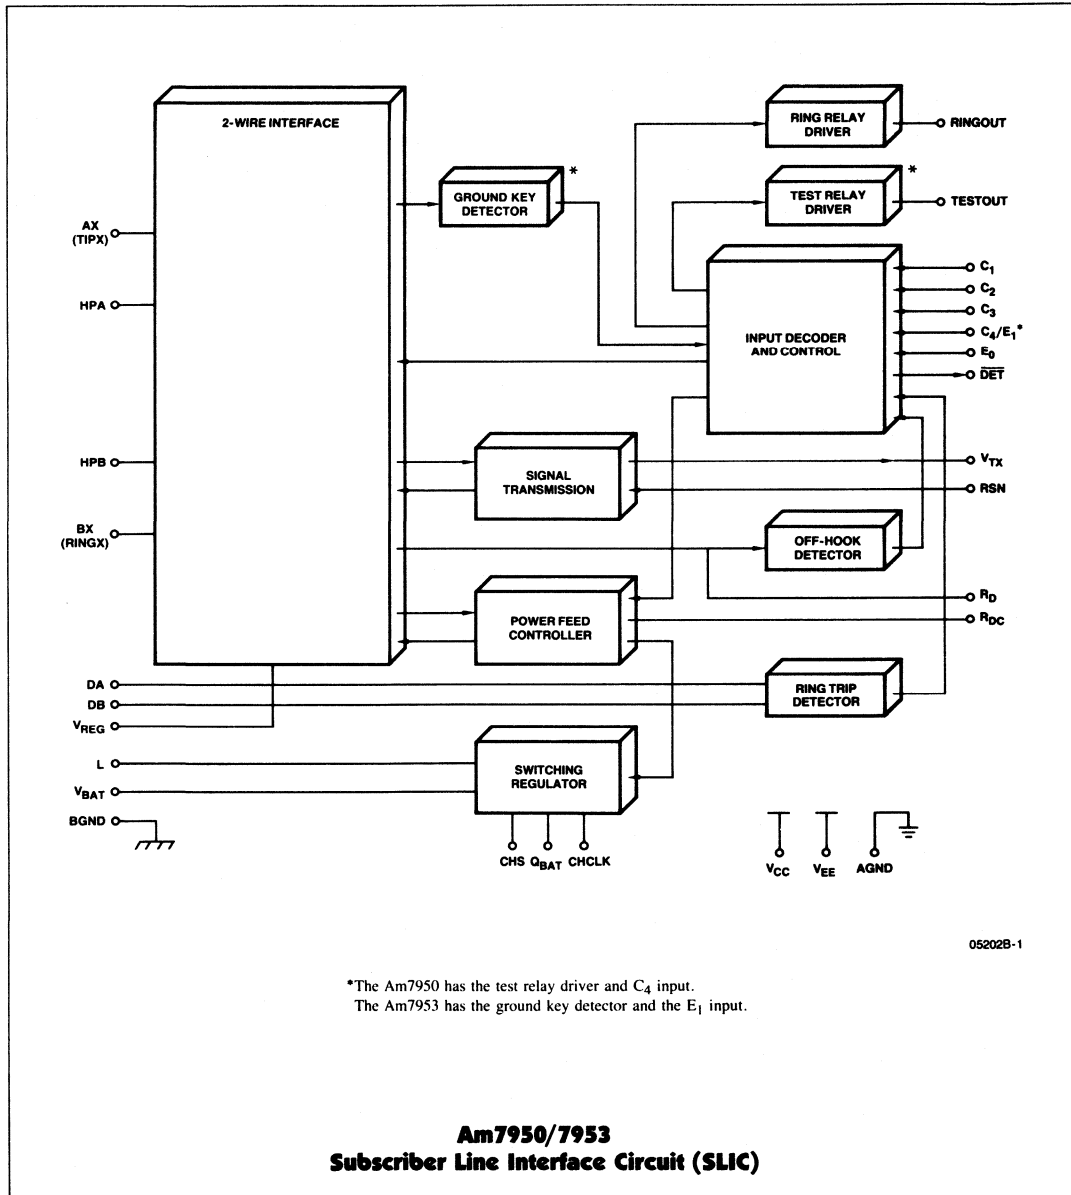 2-WIRE INTERFACE
RING RELAY
DRIVER
RINGOUT
*
GROUND KEY
DETECTOR
*
TEST RELAY
DRIVER
TESTOUT
AX
(TIPX)
HPA
INPUT DECODER
AND CONTROL
C1
C2
C3
C4/E1*
E0
DET
HPB
SIGNAL
TRANSMISSION
VTX
RSN
BX
(RINGX)
OFF-HOOK
DETECTOR
RD
RDC
POWER FEED
CONTROLLER
DA
DB
VREG
RING TRIP
DETECTOR
L
VBAT
BGND
SWITCHING
REGULATOR
CHS QBAT CHCLK
VCC VEE AGND
05202B-1
*The Am7950 has the test relay driver and C4 input.
The Am7953 has the ground key detector and the E1 input.
Am7950/7953
Subscriber Line Interface Circuit (SLIC)